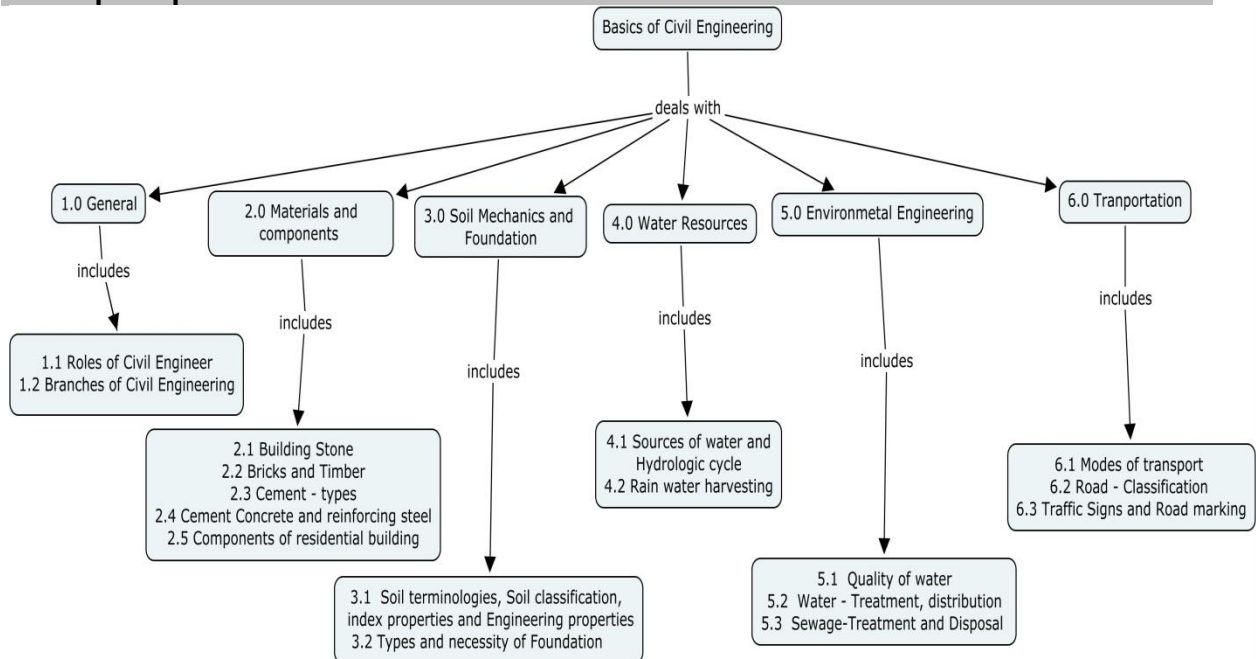 Basics of Civil Engineering
deals with
1.0 General
2.0 Materials and
components
3.0 Soil Mechanics and
Foundation
4.0 Water Resources
5.0 Environmetal Engineering
6.0 Tranportation
includes
includes
includes
includes
includes
includes
1.1 Roles of Civil Engineer
1.2 Branches of Civil Engineering
2.1 Building Stone
2.2 Bricks and Timber
2.3 Cement - types
2.4 Cement Concrete and reinforcing steel
2.5 Components of residential building
3.1 Soil terminologies, Soil classification,
index properties and Engineering properties
3.2 Types and necessity of Foundation
4.1 Sources of water and
Hydrologic cycle
4.2 Rain water harvesting
5.1 Quality of water
5.2 Water - Treatment, distribution
5.3 Sewage-Treatment and Disposal
6.1 Modes of transport
6.2 Road - Classification
6.3 Traffic Signs and Road marking